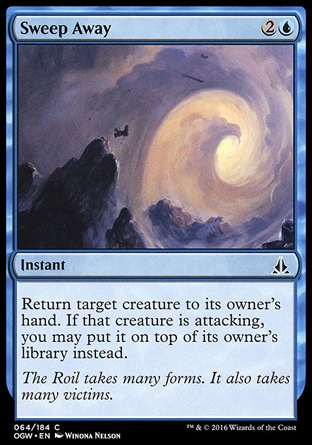 Sweep Away 2
Instant
Return target creature to its owner's
hand. If that creature is attacking,
you may put it on top of its owner's
library instead.
The Roil takes many forms. It also takes
many victims.
064/184 C
OGW • EN Winona Nelson
™ & © 2016 Wizards of the Coast